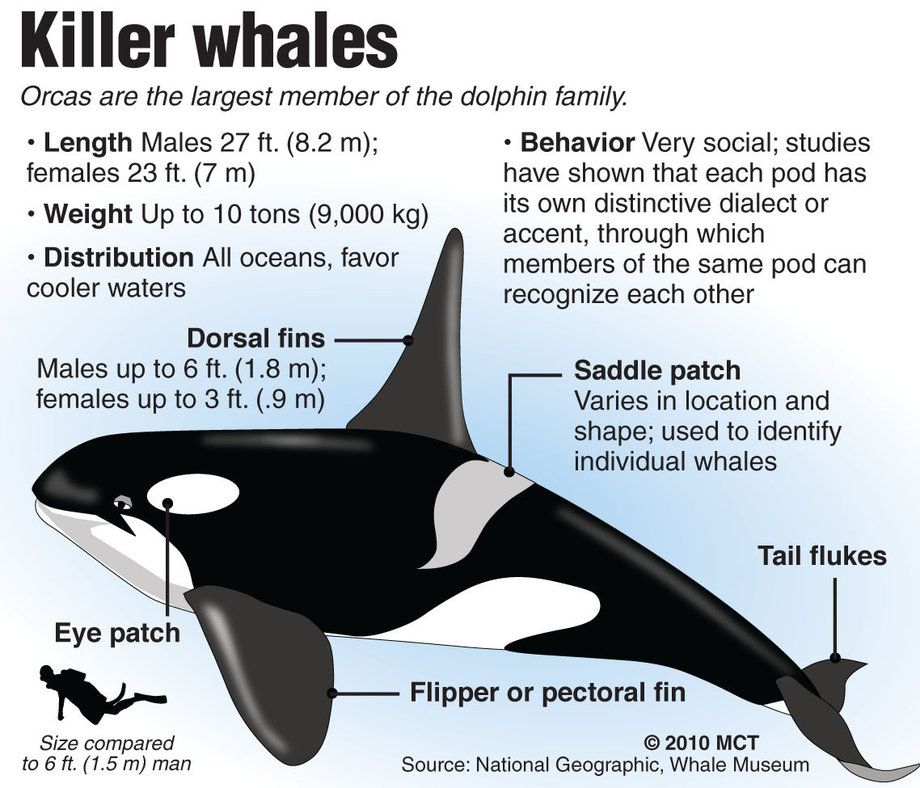 Killer whales
Orcas are the largest member of the dolphin family.
• Length Males 27 ft. (8.2 m);
females 23 ft. (7 m)
• Weight Up to 10 tons (9,000 kg)
• Distribution All oceans, favor
cooler waters
• Behavior Very social; studies
have shown that each pod has
its own distinctive dialect or
accent, through which
members of the same pod can
recognize each other
Dorsal fins
Males up to 6 ft. (1.8 m);
females up to 3 ft. (.9 m)
Saddle patch
Varies in location and
shape; used to identify
individual whales
Tail flukes
Eye patch
Flipper or pectoral fin
Size compared
to 6 ft. (1.5 m) man
© 2010 MCT
Source: National Geographic, Whale Museum